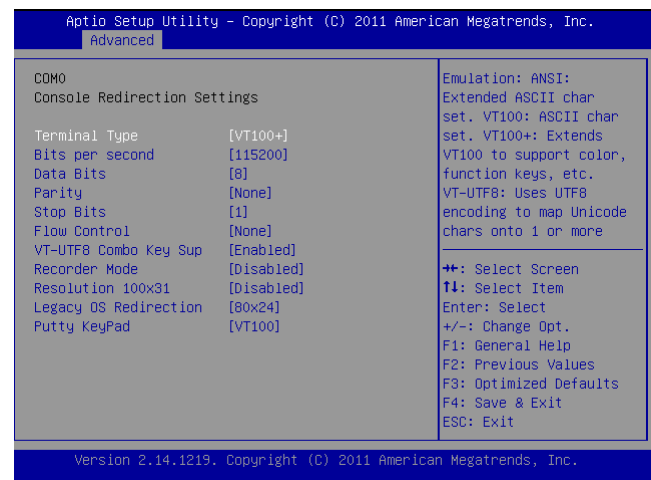 Aptio Setup Utility – Copyright (C) 2011 American Megatrends, Inc.
Advanced
COM0
Console Redirection Settings
Terminal Type [VT100+]
Bits per second [115200]
Data Bits [8]
Parity [None]
Stop Bits [1]
Flow Control [None]
VT-UTF8 Combo Key Sup [Enabled]
Recorder Mode [Disabled]
Resolution 100x31 [Disabled]
Legacy OS Redirection [80x24]
Putty KeyPad [VT100]
Emulation: ANSI:
Extended ASCII char
set. VT100: ASCII char
set. VT100+: Extends
VT100 to support color,
function keys, etc.
VT-UTF8: Uses UTF8
encoding to map Unicode
chars onto 1 or more
→←: Select Screen
↑↓: Select Item
Enter: Select
+/-: Change Opt.
F1: General Help
F2: Previous Values
F3: Optimized Defaults
F4: Save & Exit
ESC: Exit
Version 2.14.1219. Copyright (C) 2011 American Megatrends, Inc.